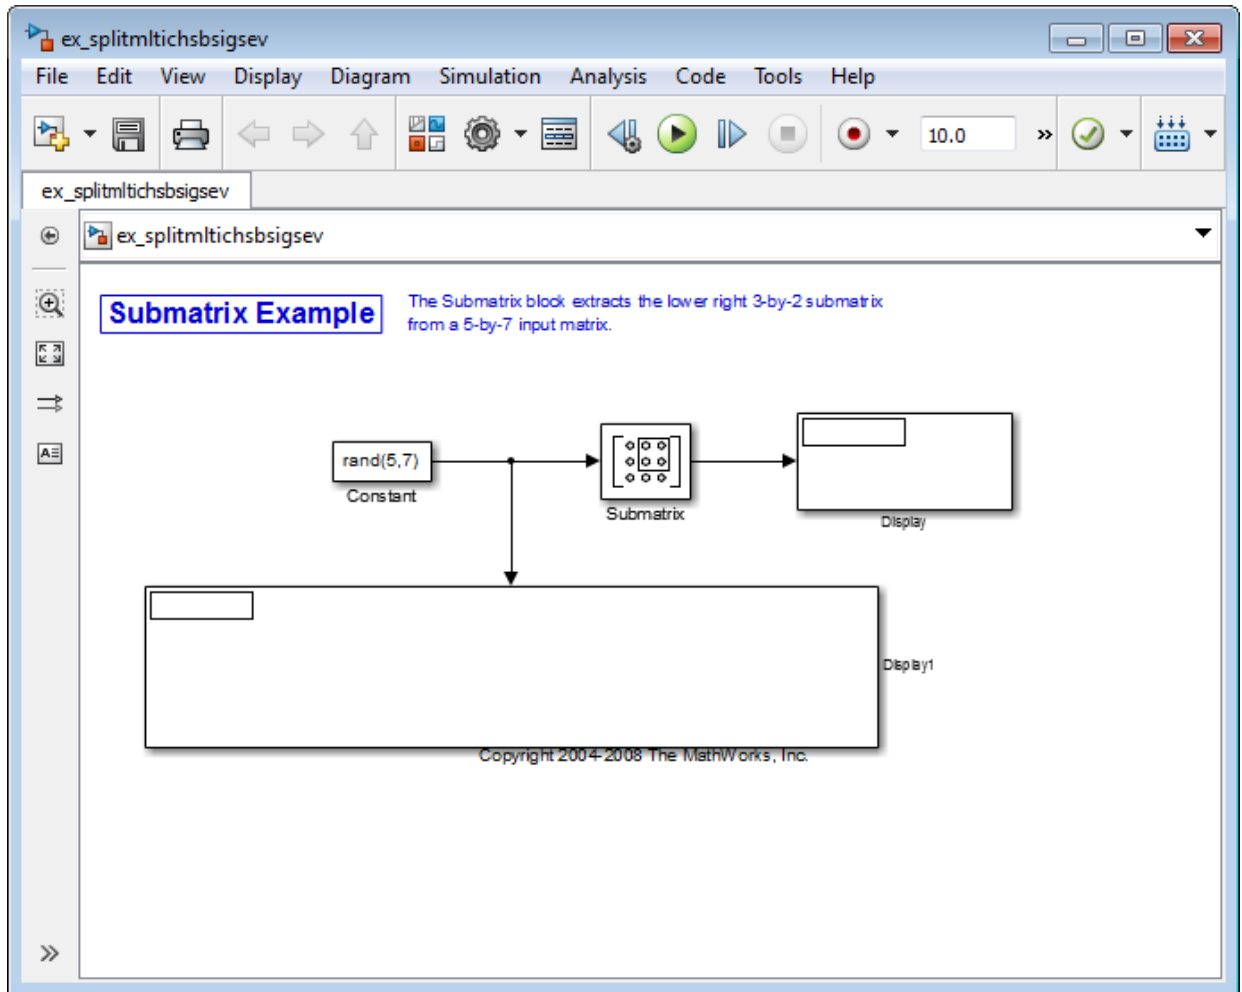 ex_splitmltichsbsigsev
File Edit View Display Diagram Simulation Analysis Code Tools Help
10.0 »
ex_splitmltichsbsigsev
ex_splitmltichsbsigsev
Submatrix Example
The Submatrix block extracts the lower right 3-by-2 submatrix
from a 5-by-7 input matrix.
rand(5,7)
Constant
Submatrix
Display
Display1
Copyright 2004-2008 The MathWorks, Inc.